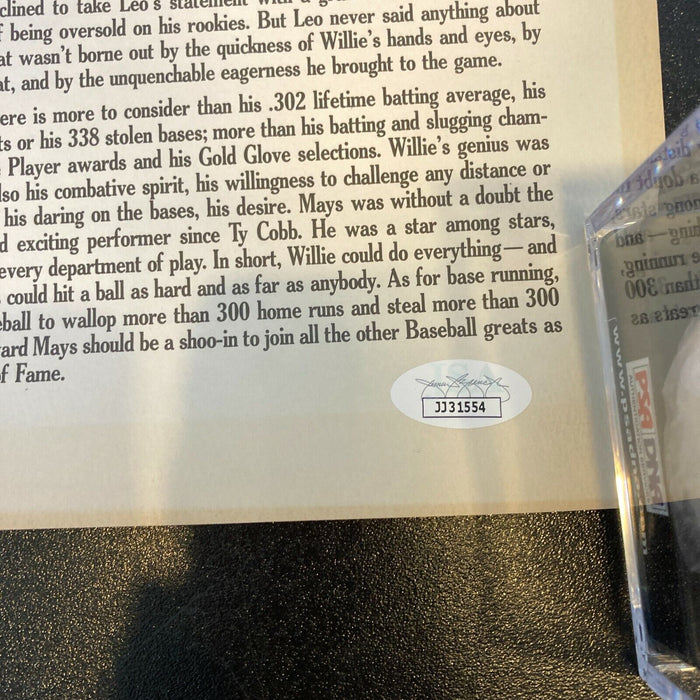 clined to take Leo's statement with a
f being oversold on his rookies. But Leo never said anything about
at wasn't borne out by the quickness of Willie's hands and eyes, by
at, and by the unquenchable eagerness he brought to the game.
ere is more to consider than his .302 lifetime batting average, his
ts or his 338 stolen bases; more than his batting and slugging cham-
Player awards and his Gold Glove selections. Willie's genius was
lso his combative spirit, his willingness to challenge any distance or
his daring on the bases, his desire. Mays was without a doubt the
d exciting performer since Ty Cobb. He was a star among stars,
every department of play. In short, Willie could do everything—and
could hit a ball as hard and as far as anybody. As for base running,
eball to wallop more than 300 home runs and steal more than 300
ard Mays should be a shoo-in to join all the other Baseball greats as
of Fame.
JJ31554
PSA DNA